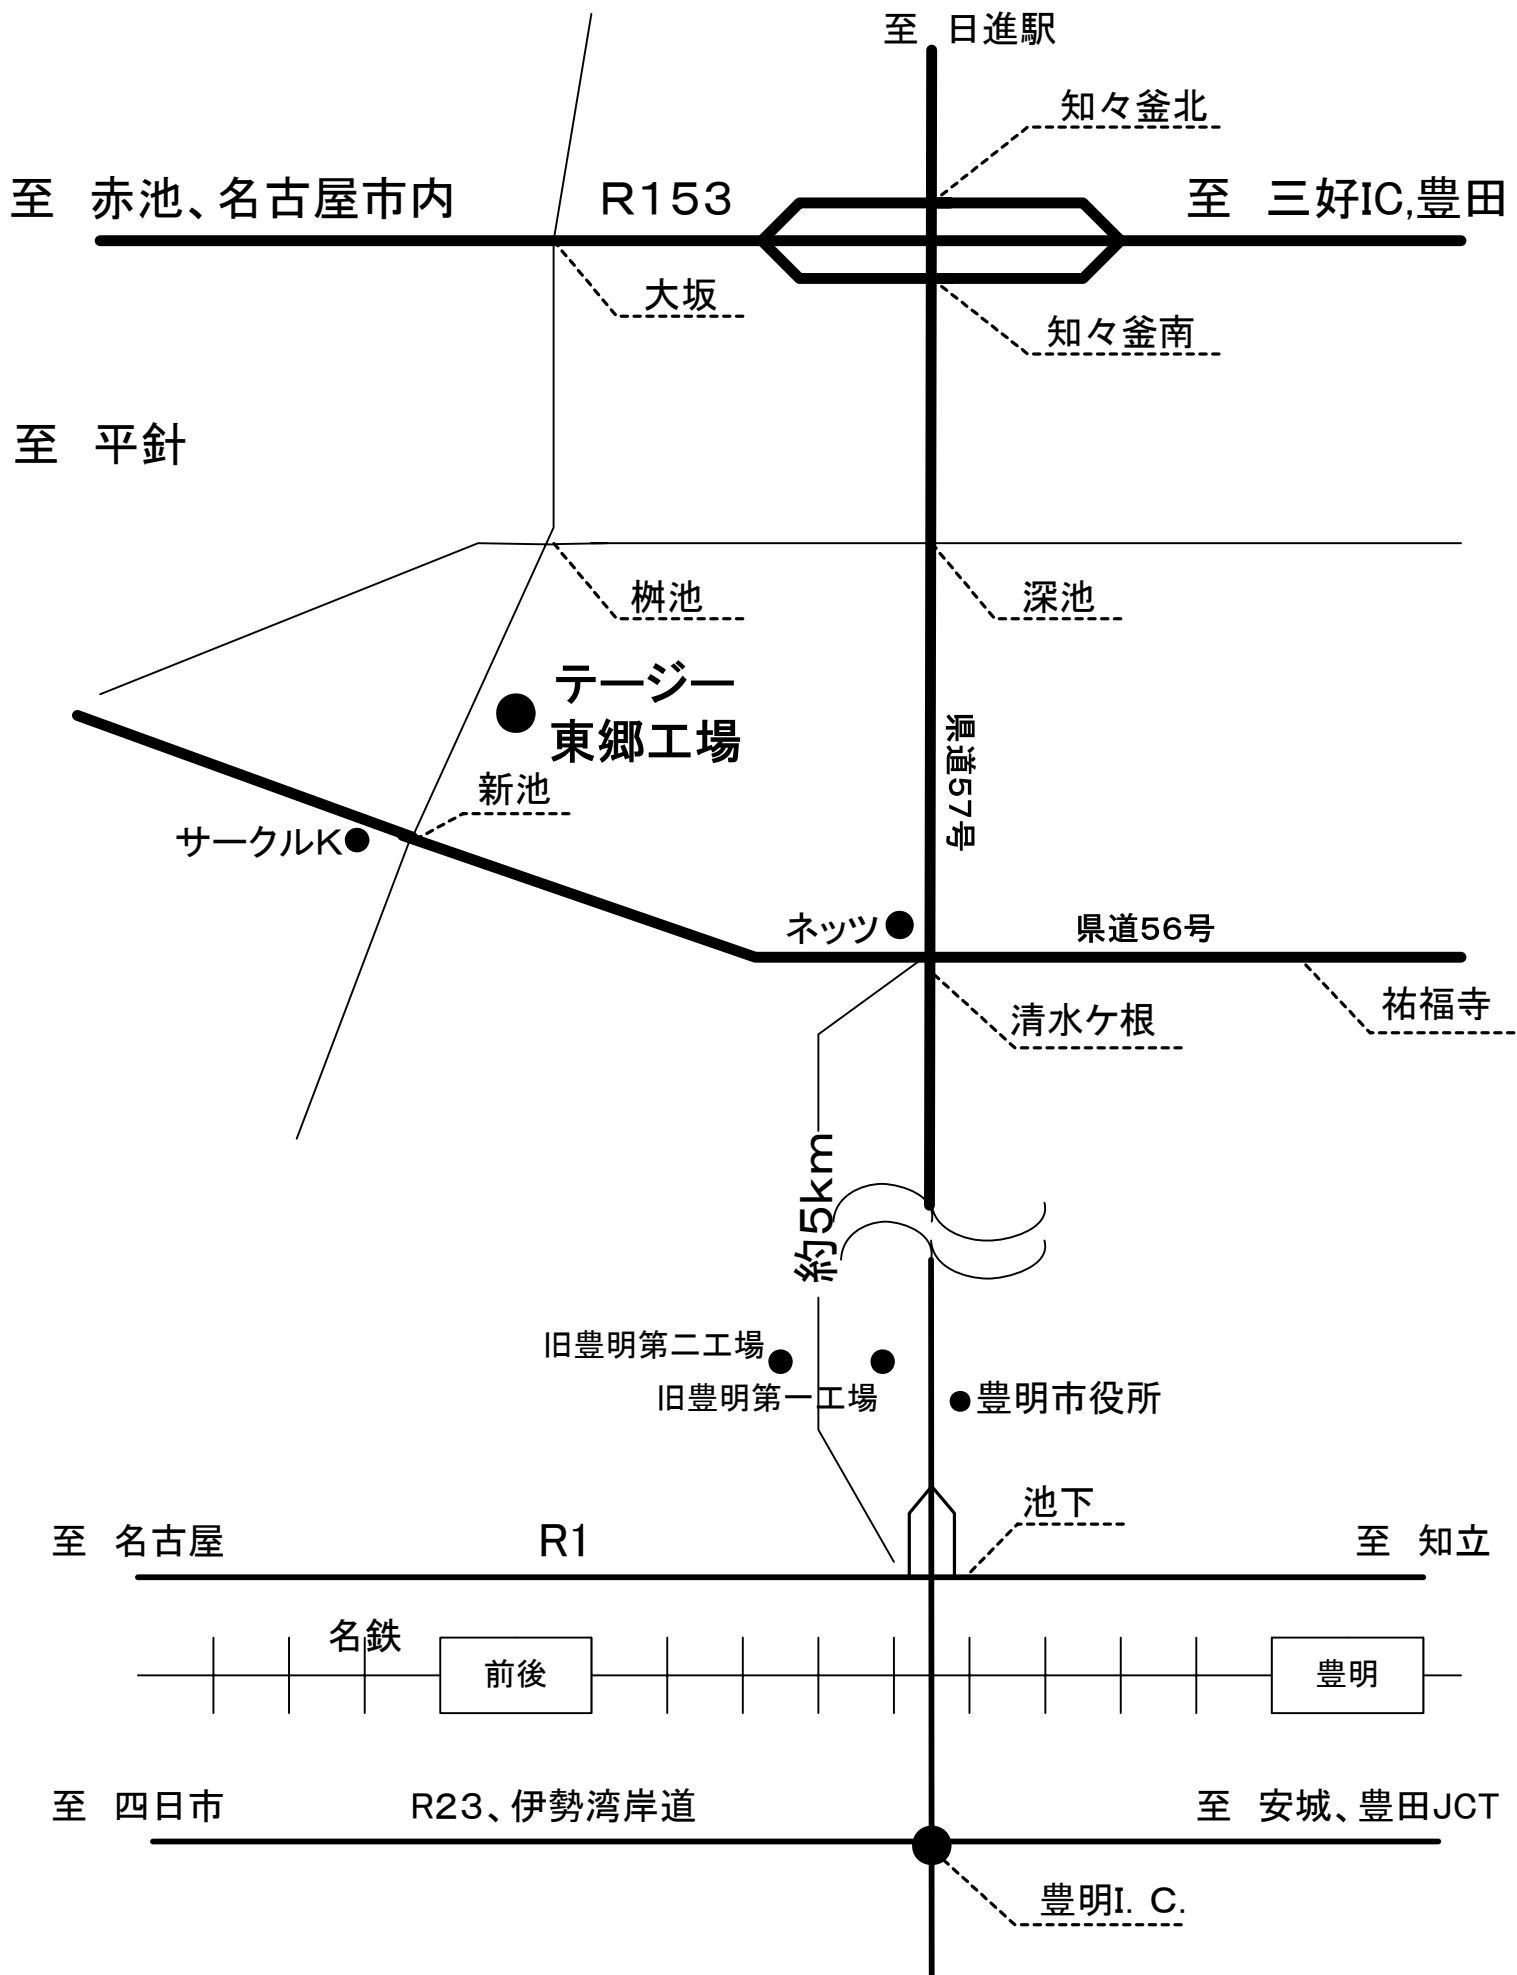 至　日進駅
知々釜北
至　赤池、名古屋市内
R153
至　三好IC,豊田
大坂
知々釜南
至　平針
桝池
深池
テージー
東郷工場
県道57号
新池
サークルK
ネッツ
県道56号
祐福寺
清水ケ根
約5km
旧豊明第二工場
旧豊明第一工場
豊明市役所
池下
至　名古屋
R1
至　知立
名鉄
前後
豊明
至　四日市
R23、伊勢湾岸道
至　安城、豊田JCT
豊明I. C.